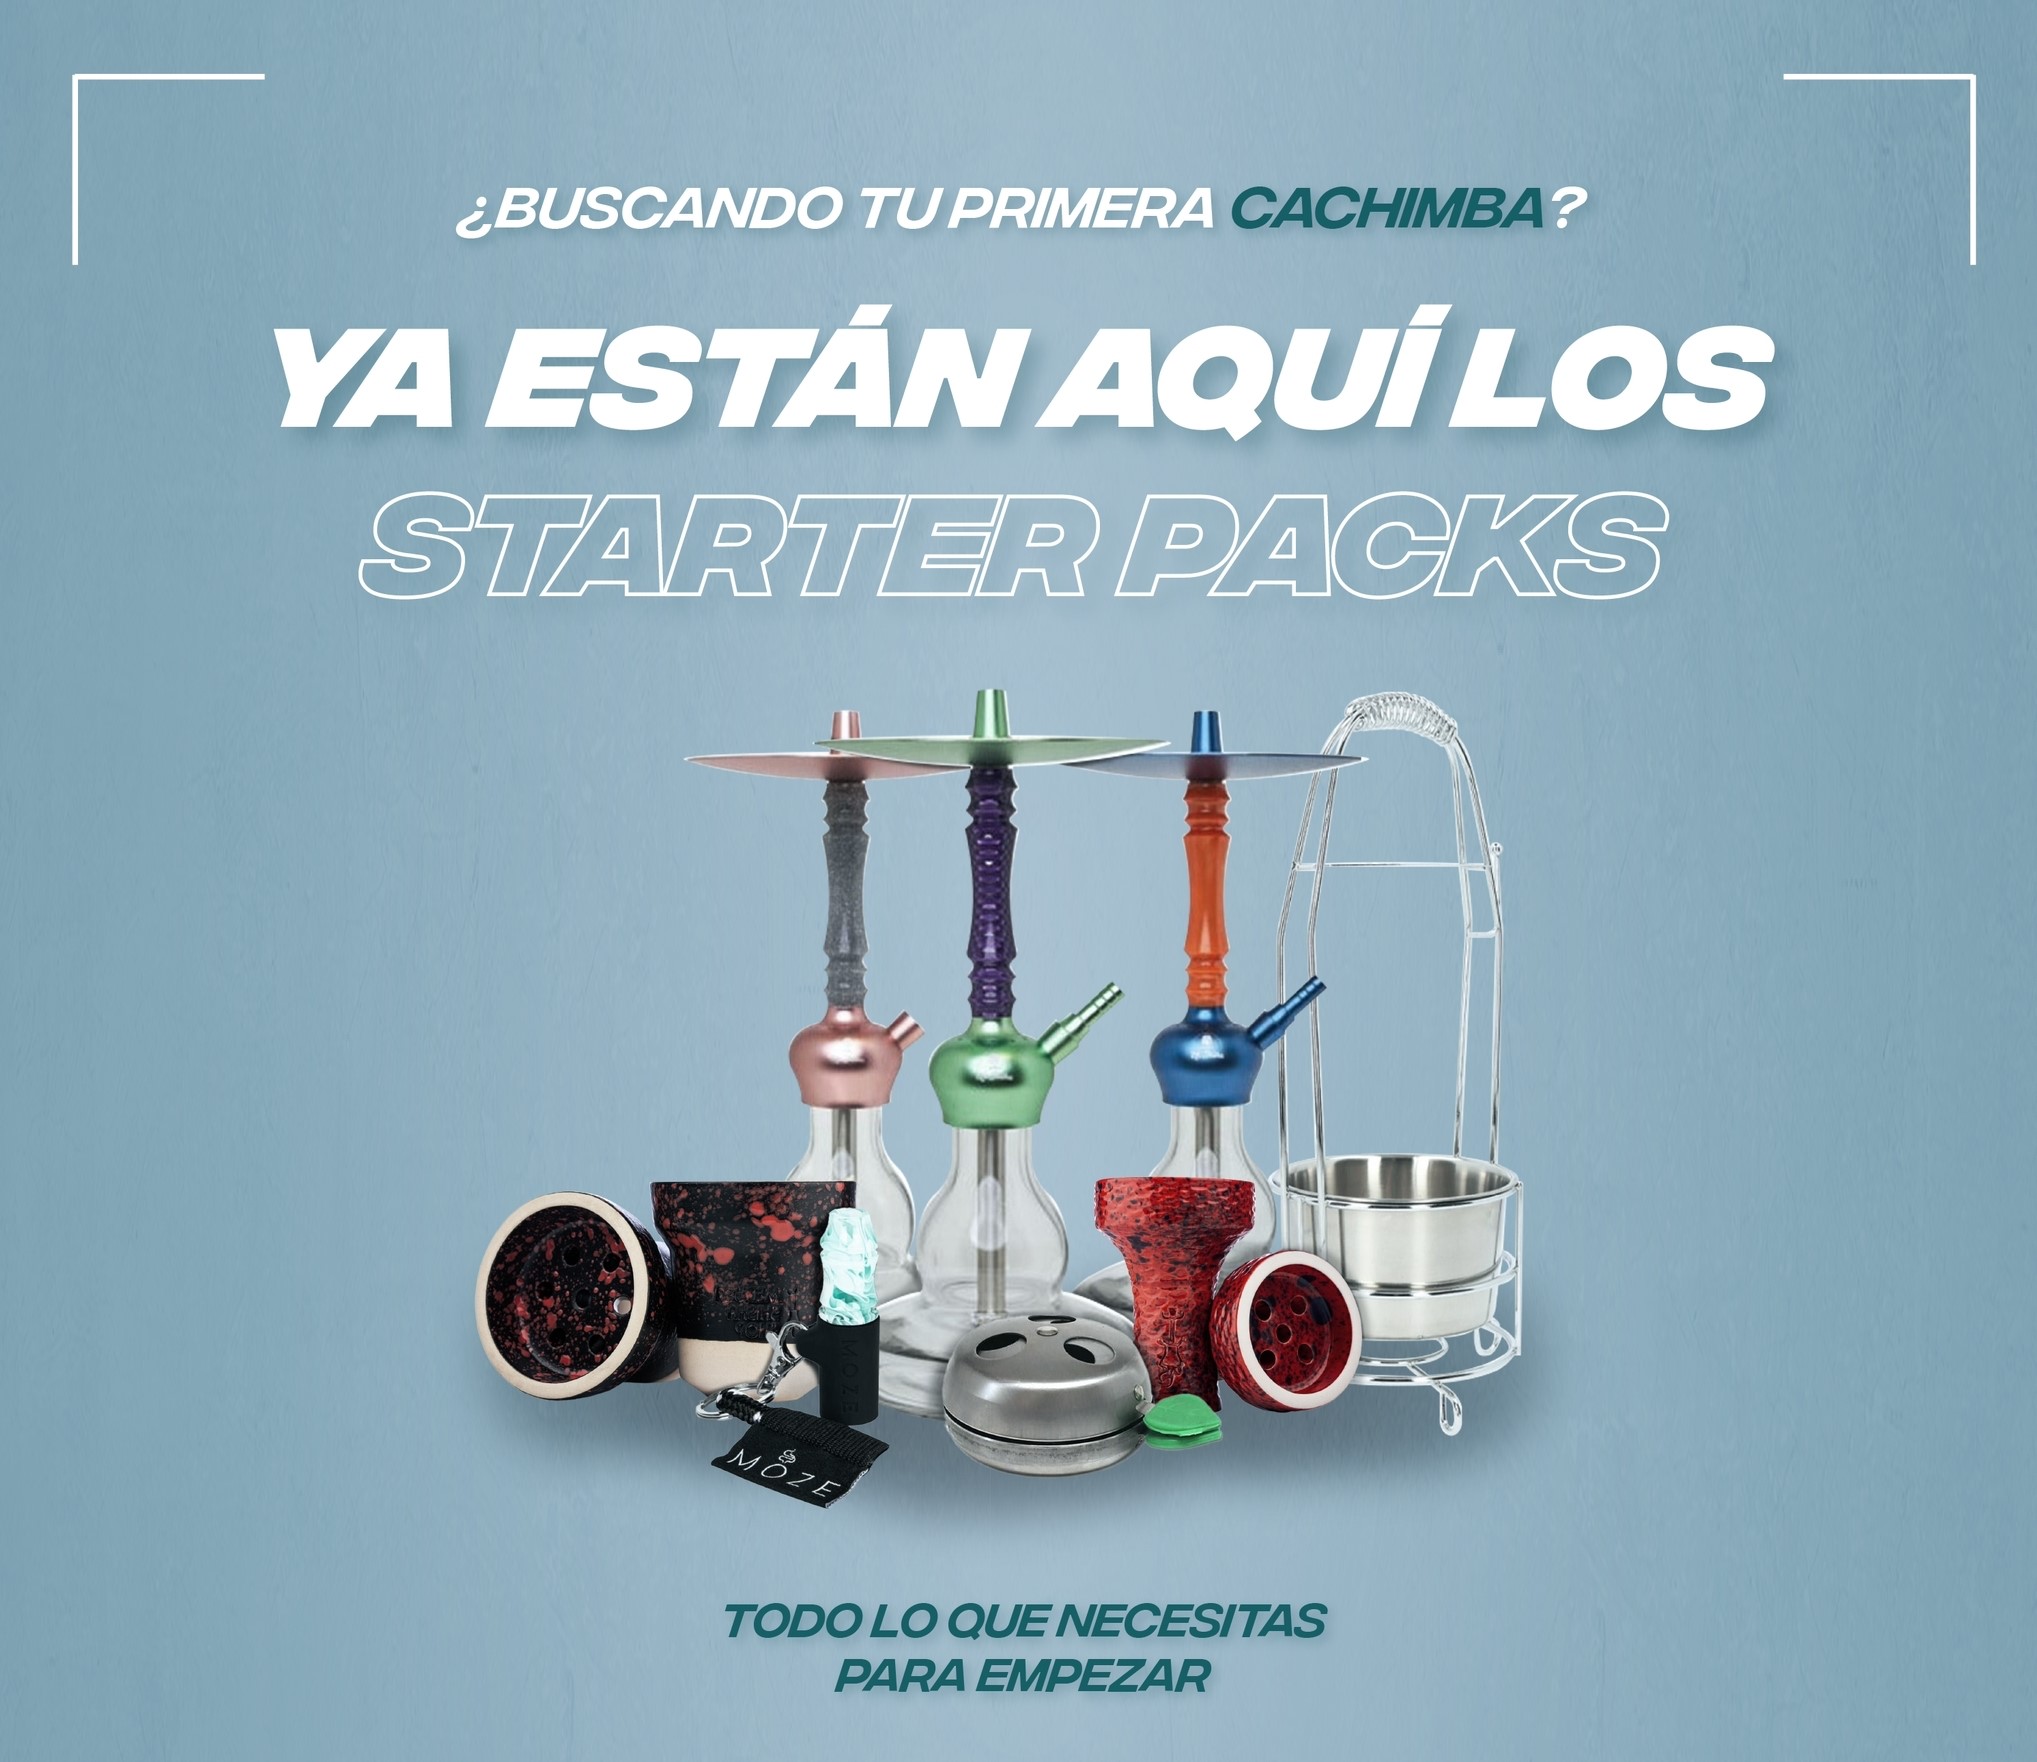 ¿BUSCANDO TU PRIMERA CACHIMBA?
YA ESTÁN AQUÍ LOS
STARTER PACKS
MOZE
MOZE
TODO LO QUE NECESITAS
PARA EMPEZAR